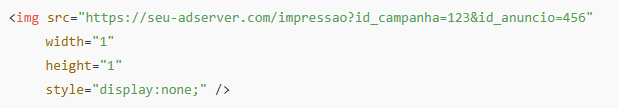 <img src="https://seu-adserver.com/impressao?id_campanha=123&id_anuncio=456"
width="1"
height="1"
style="display:none;" />